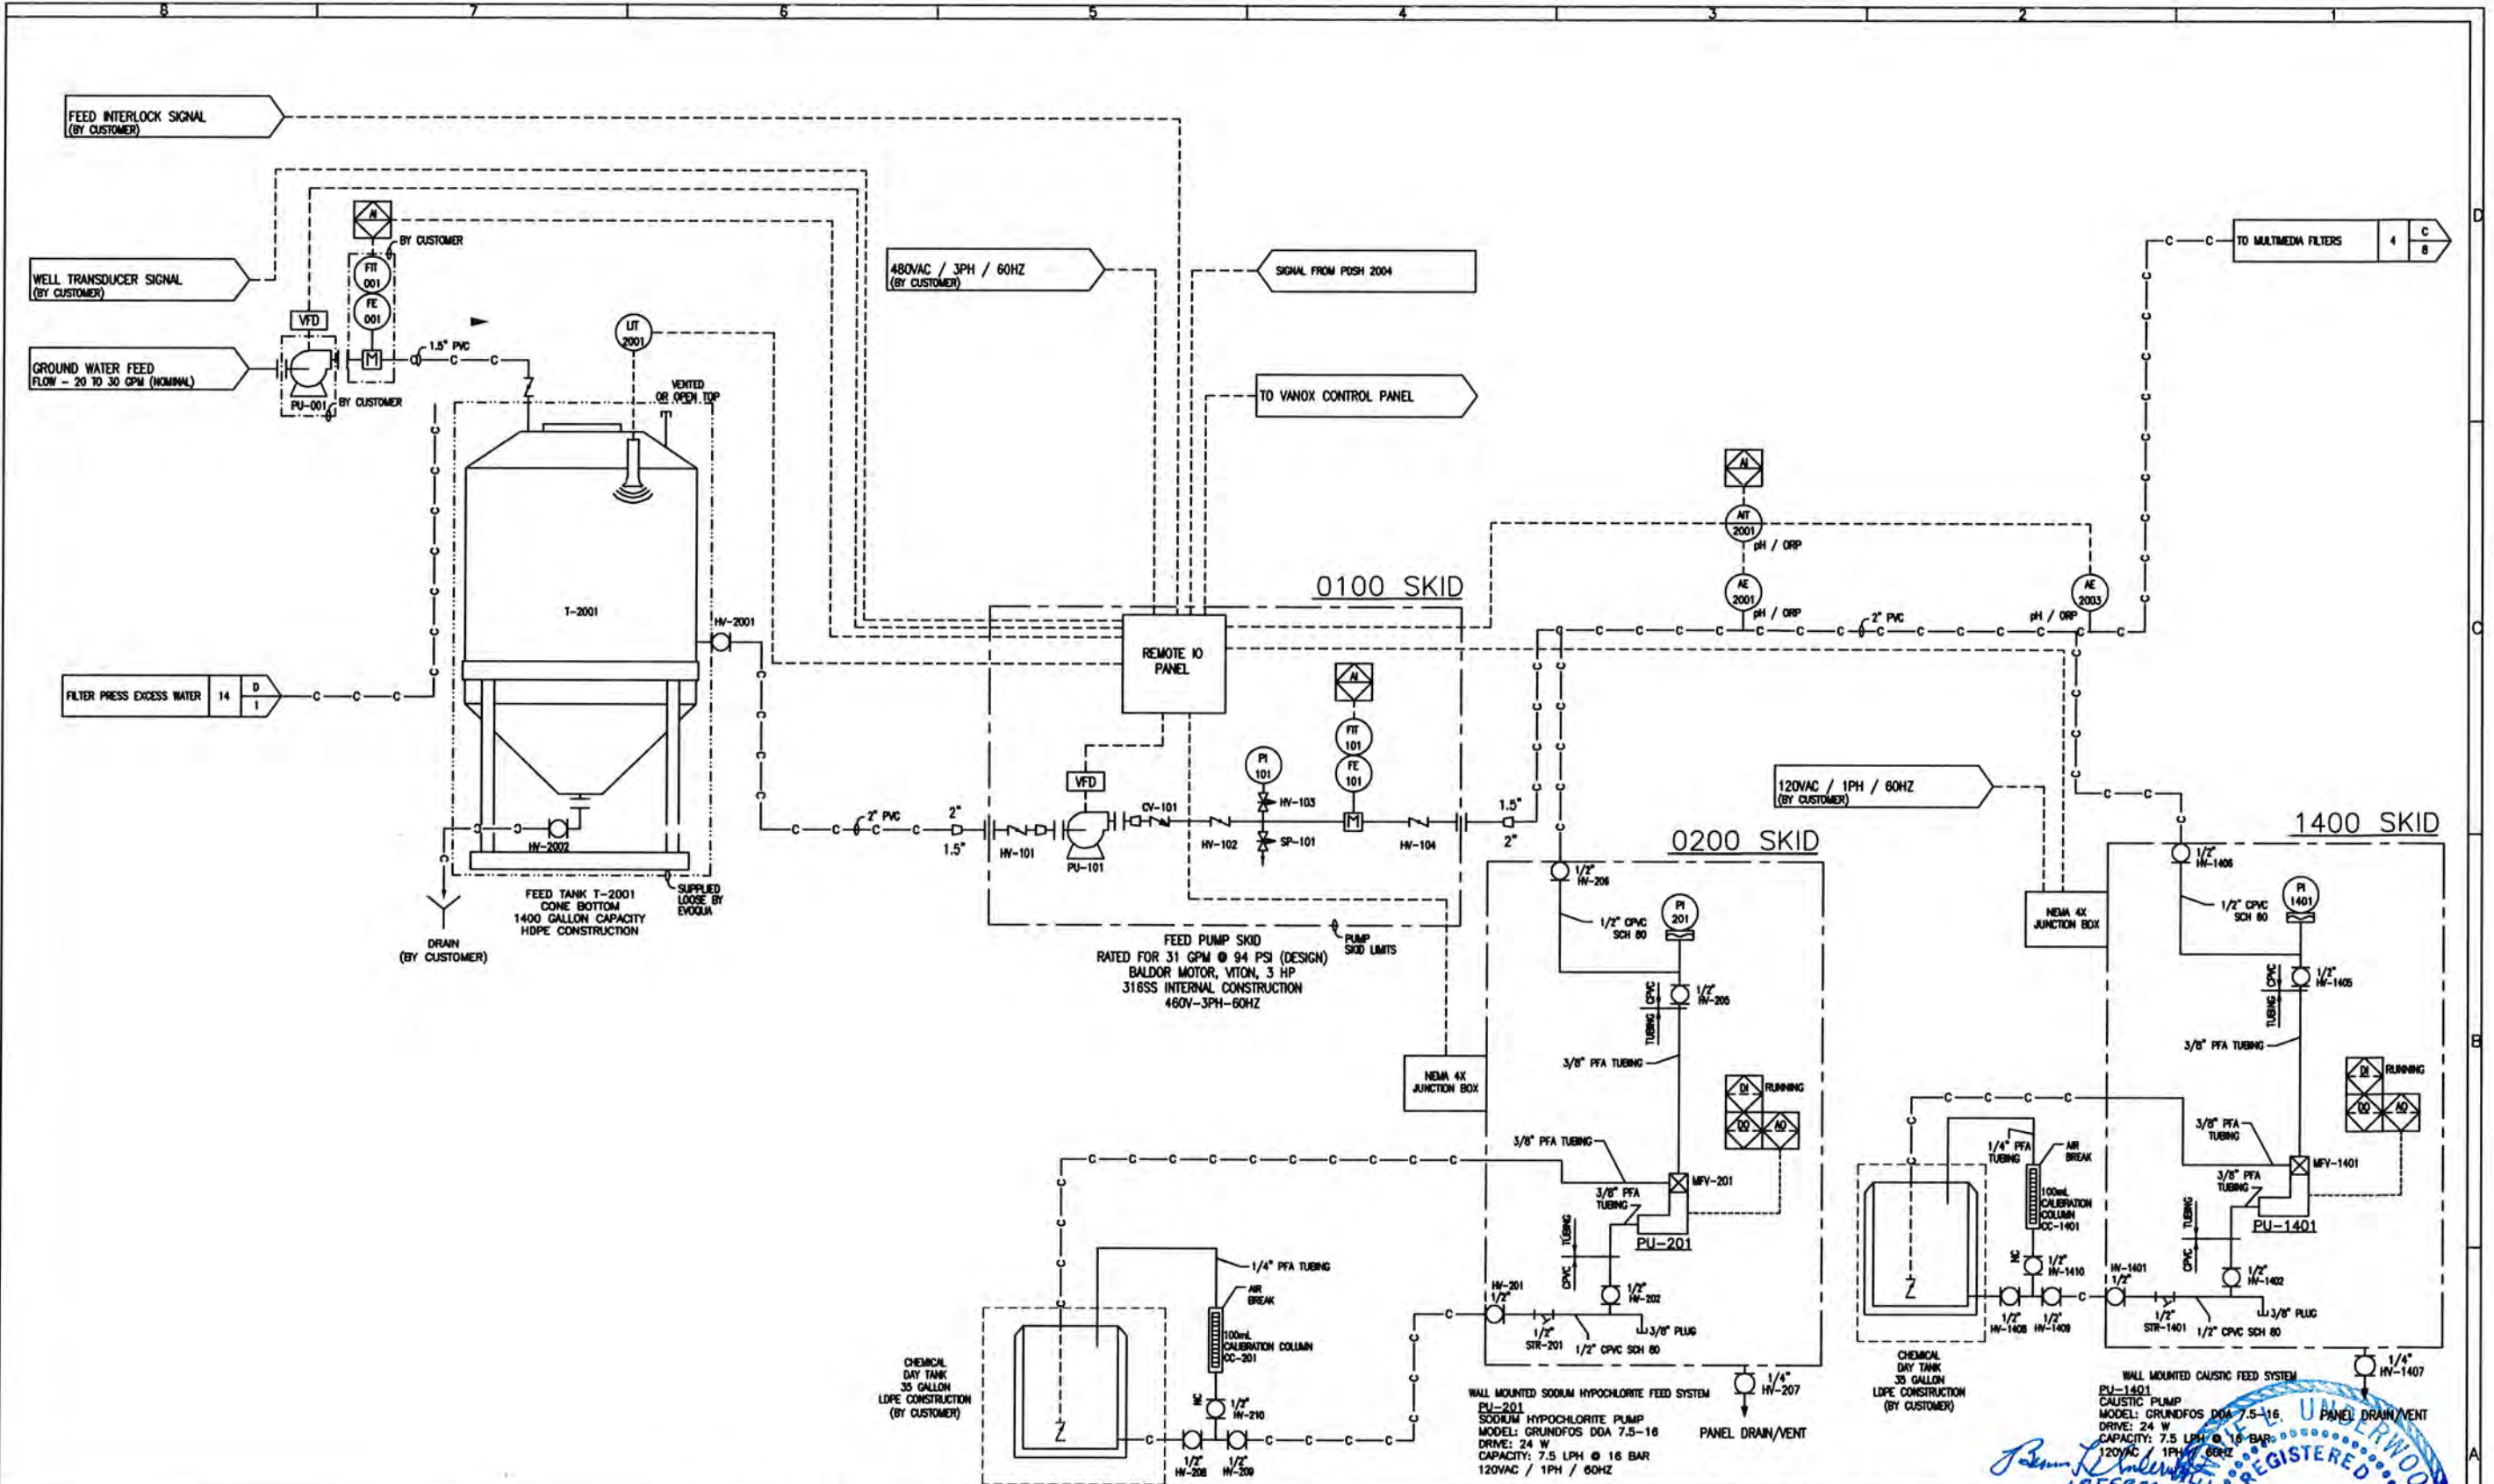 8 7 6 5 4 3 2 1
D
C
B
A
FEED INTERLOCK SIGNAL
(BY CUSTOMER)
WELL TRANSDUCER SIGNAL
(BY CUSTOMER)
GROUND WATER FEED
FLOW - 20 TO 30 GPM (NOMINAL)
AI
BY CUSTOMER
FIT
001
FE
001
VFD
M
1.5" PVC
PU-001
BY CUSTOMER
LIT
2001
VENTED
OR OPEN TOP
T-2001
HV-2001
FILTER PRESS EXCESS WATER 14 D
1
HV-2002
DRAIN
(BY CUSTOMER)
FEED TANK T-2001
CONE BOTTOM
1400 GALLON CAPACITY
HDPE CONSTRUCTION
SUPPLIED
LOOSE BY
EVOQUA
480VAC / 3PH / 60HZ
(BY CUSTOMER)
SIGNAL FROM PDSH 2004
TO VANOX CONTROL PANEL
TO MULTIMEDIA FILTERS 4 C
8
0100 SKID
REMOTE IO
PANEL
VFD
PU-101
2" PVC
2"
1.5"
HV-101
CV-101
HV-102
PI
101
HV-103
SP-101
AI
FIT
101
FE
101
M
HV-104
1.5"
2"
FEED PUMP SKID
RATED FOR 31 GPM @ 94 PSI (DESIGN)
BALDOR MOTOR, VITON, 3 HP
316SS INTERNAL CONSTRUCTION
460V-3PH-60HZ
PUMP
SKID LIMITS
AI
AIT
2001
pH / ORP
AE
2001
pH / ORP
2" PVC
pH / ORP
AE
2003
0200 SKID
1/2"
HV-206
1/2" CPVC
SCH 80
PI
201
TUBING CPVC
1/2"
HV-205
3/8" PFA TUBING
NEMA 4X
JUNCTION BOX
DI RUNNING
DO AO
3/8" PFA TUBING
MFV-201
3/8" PFA
TUBING
PU-201
CPVC TUBING
HV-201
1/2"
1/2"
HV-202
1/2"
STR-201
1/2" CPVC SCH 80
3/8" PLUG
1/4" PFA TUBING
AIR
BREAK
100mL
CALIBRATION COLUMN
CC-201
NC
1/2"
HV-210
1/2"
HV-208
1/2"
HV-209
CHEMICAL
DAY TANK
35 GALLON
LDPE CONSTRUCTION
(BY CUSTOMER)
WALL MOUNTED SODIUM HYPOCHLORITE FEED SYSTEM
PU-201
SODIUM HYPOCHLORITE PUMP
MODEL: GRUNDFOS DDA 7.5-16
DRIVE: 24 W
CAPACITY: 7.5 LPH @ 16 BAR
120VAC / 1PH / 60HZ
1/4"
HV-207
PANEL DRAIN/VENT
120VAC / 1PH / 60HZ
(BY CUSTOMER)
1400 SKID
1/2"
HV-1406
1/2" CPVC
SCH 80
PI
1401
NEMA 4X
JUNCTION BOX
TUBING CPVC
1/2"
HV-1405
3/8" PFA TUBING
DI RUNNING
DO AO
3/8" PFA
TUBING
MFV-1401
1/4" PFA
TUBING
AIR
BREAK
3/8" PFA
TUBING
PU-1401
100mL
CALIBRATION
COLUMN
CC-1401
CPVC TUBING
NC
1/2"
HV-1410
HV-1401
1/2"
1/2"
HV-1402
1/2"
HV-1408
1/2"
HV-1409
1/2"
STR-1401
1/2" CPVC SCH 80
3/8" PLUG
CHEMICAL
DAY TANK
35 GALLON
LDPE CONSTRUCTION
(BY CUSTOMER)
WALL MOUNTED CAUSTIC FEED SYSTEM
PU-1401
CAUSTIC PUMP
MODEL: GRUNDFOS DDA 7.5-16
DRIVE: 24 W
CAPACITY: 7.5 LPH @ 16 BAR
120VAC / 1PH / 60HZ
1/4"
HV-1407
PANEL DRAIN/VENT
REGISTERED